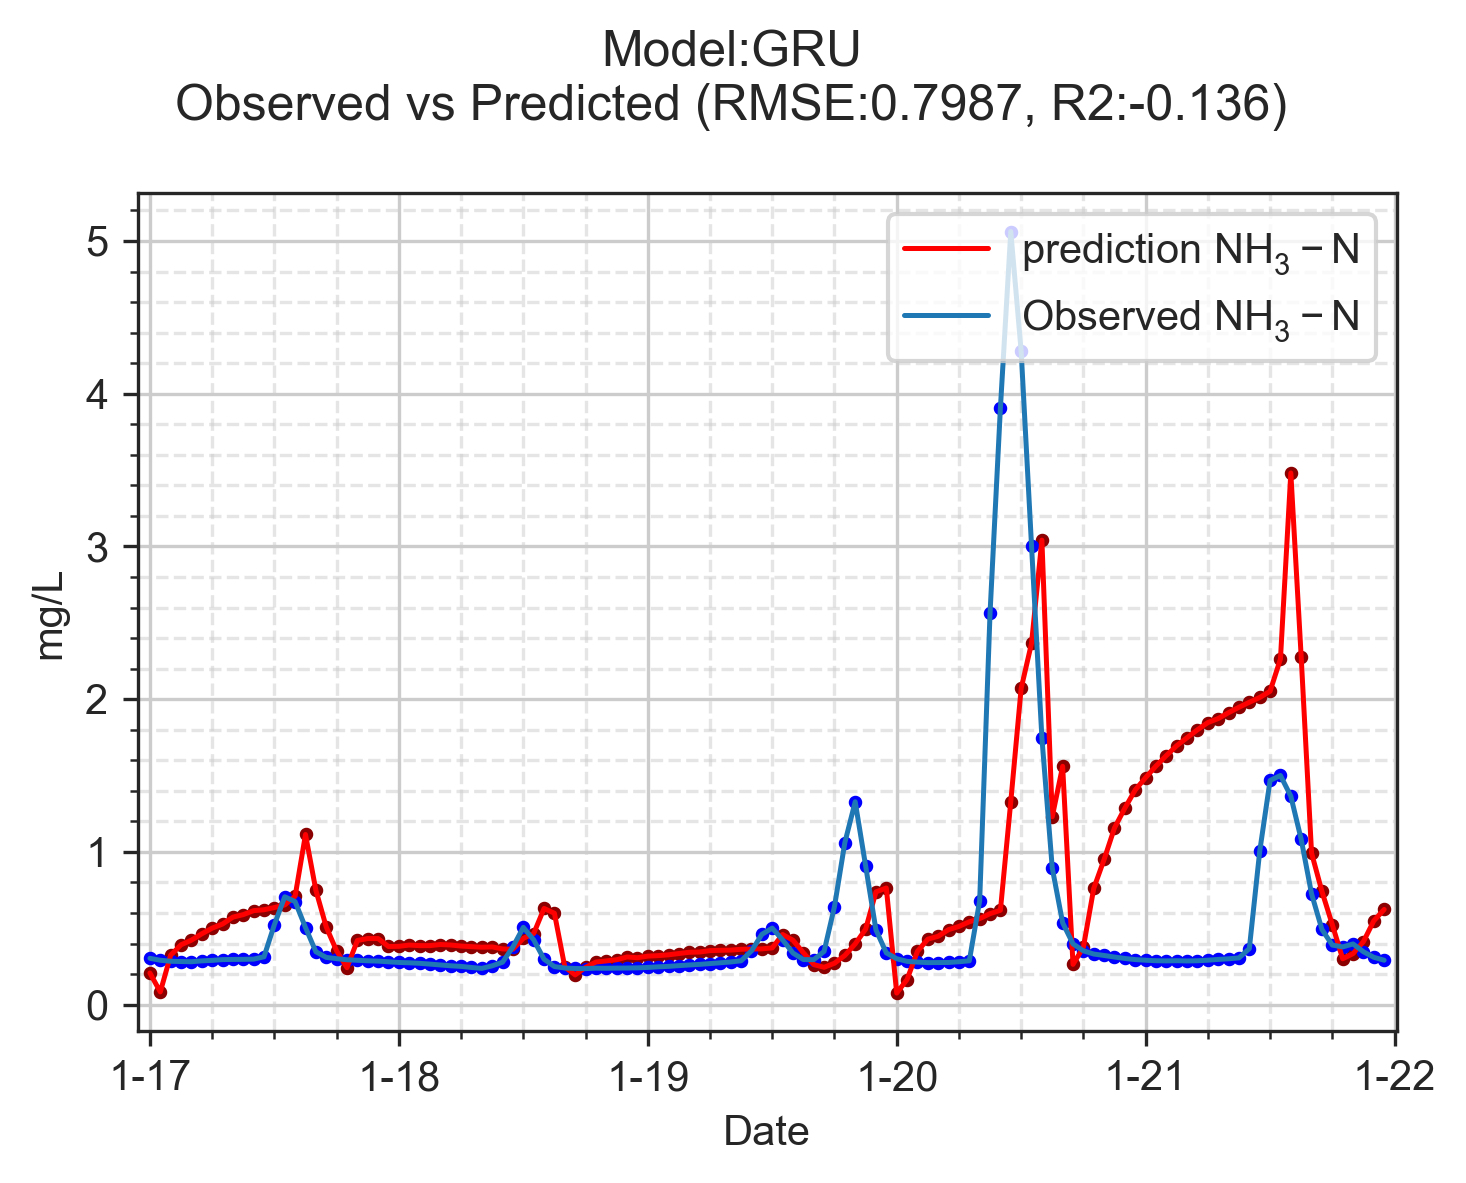 Model:GRU
Observed vs Predicted (RMSE:0.7987, R2:-0.136)
prediction NH₃ − N
Observed NH₃ − N
5
4
3
2
1
0
mg/L
1-17 1-18 1-19 1-20 1-21 1-22
Date